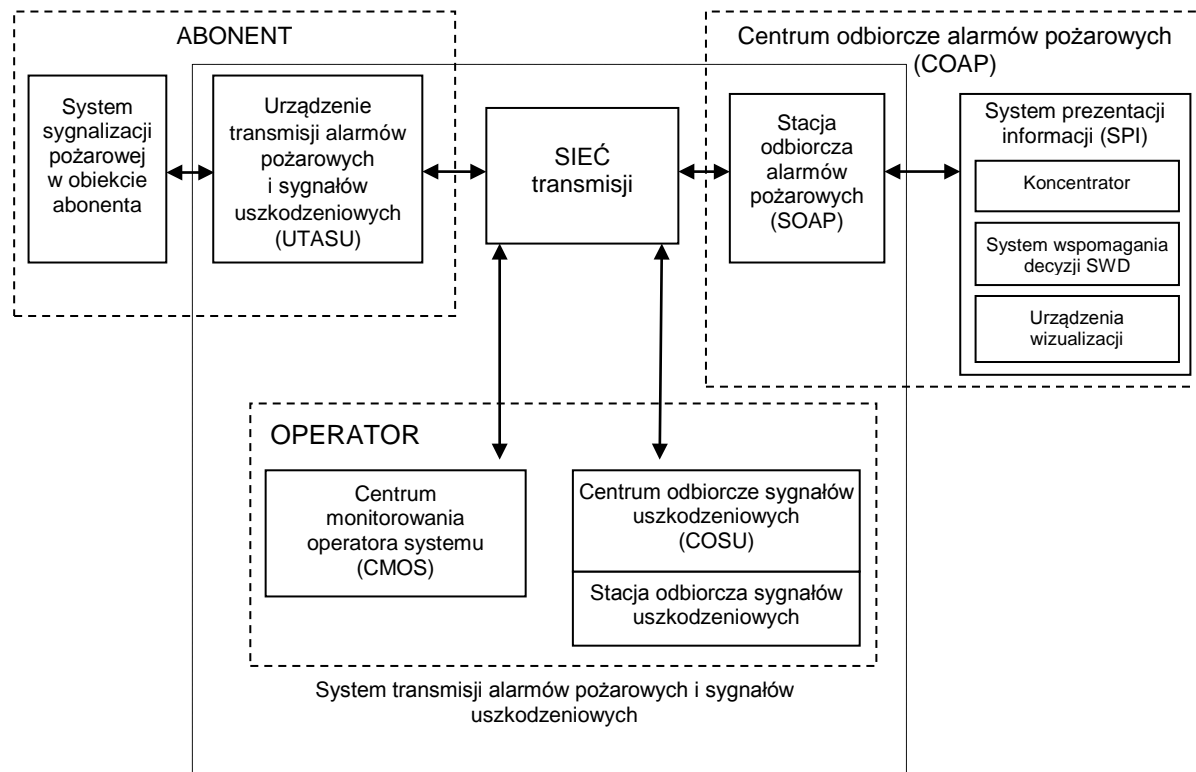 ABONENT
System
sygnalizacji
pożarowej
w obiekcie
abonenta
Urządzenie
transmisji alarmów
pożarowych
i sygnałów
uszkodzeniowych
(UTASU)
SIEĆ
transmisji
Centrum odbiorcze alarmów pożarowych
(COAP)
Stacja
odbiorcza
alarmów
pożarowych
(SOAP)
System prezentacji
informacji (SPI)
Koncentrator
System wspomagania
decyzji SWD
Urządzenia
wizualizacji
OPERATOR
Centrum
monitorowania
operatora systemu
(CMOS)
Centrum odbiorcze sygnałów
uszkodzeniowych
(COSU)
Stacja odbiorcza sygnałów
uszkodzeniowych
System transmisji alarmów pożarowych i sygnałów
uszkodzeniowych